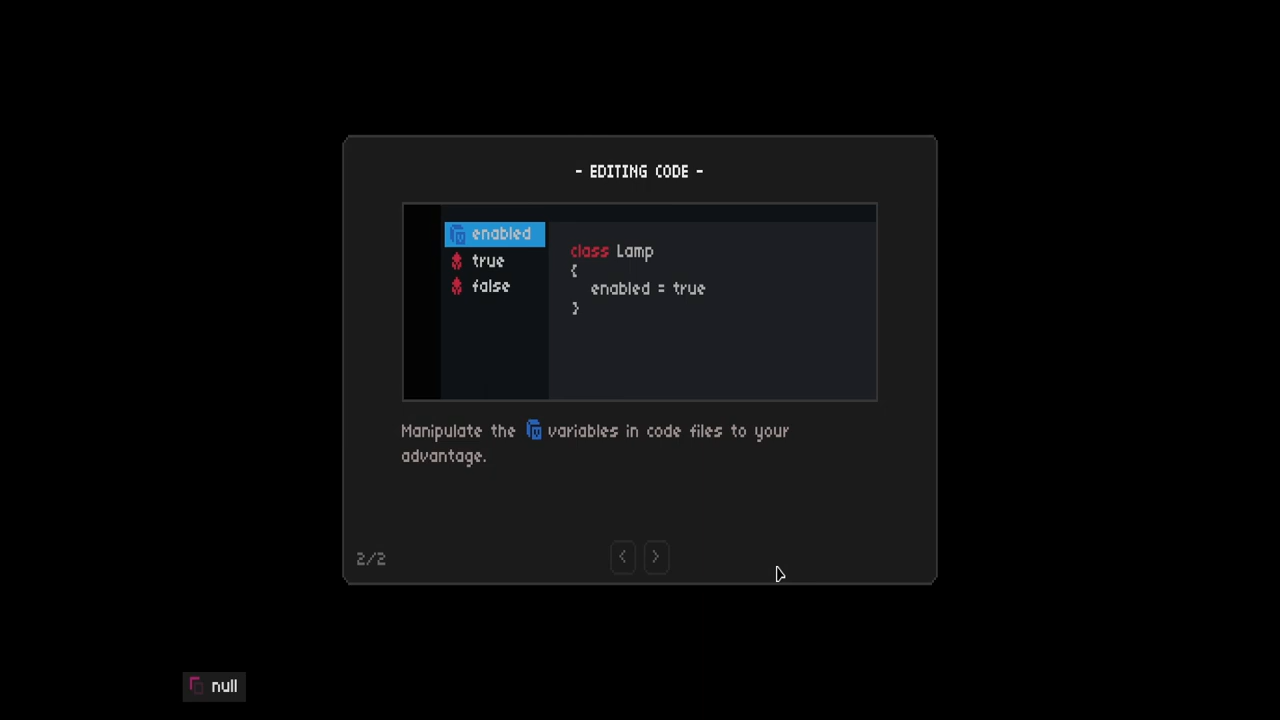 - EDITING CODE -
enabled
true
false
class Lamp
{
enabled = true
}
Manipulate the variables in code files to your
advantage.
2/2
< >
null